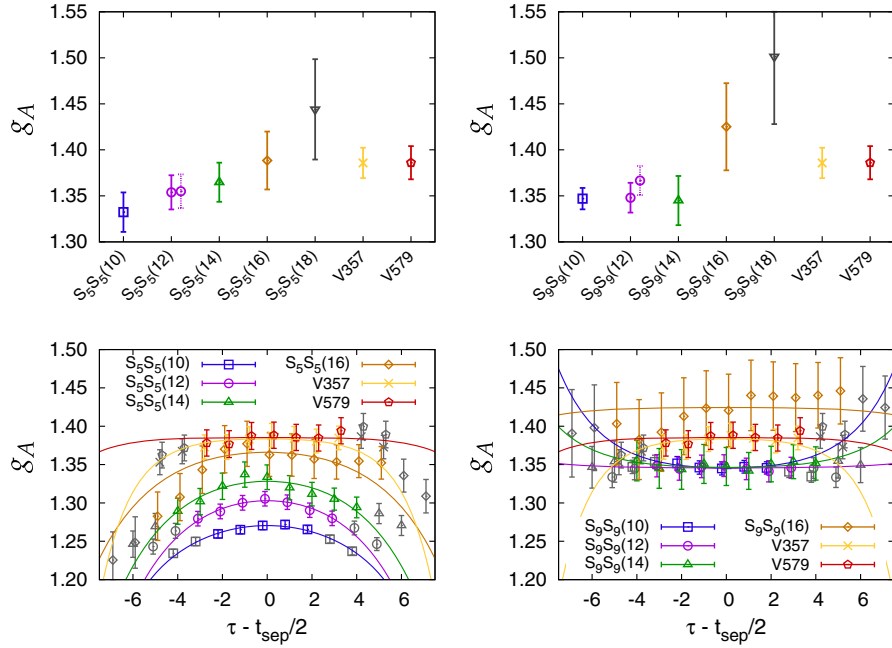 1.55
1.50
1.45
1.40
1.35
1.30
g_A
S5S5(10)
S5S5(12)
S5S5(14)
S5S5(16)
S5S5(18)
V357
V579
1.55
1.50
1.45
1.40
1.35
1.30
g_A
S9S9(10)
S9S9(12)
S9S9(14)
S9S9(16)
S9S9(18)
V357
V579
1.50
1.45
1.40
1.35
1.30
1.25
1.20
g_A
S5S5(10)
S5S5(12)
S5S5(14)
S5S5(16)
V357
V579
-6 -4 -2 0 2 4 6
τ - t_sep/2
1.50
1.45
1.40
1.35
1.30
1.25
1.20
g_A
S9S9(10)
S9S9(12)
S9S9(14)
S9S9(16)
V357
V579
-6 -4 -2 0 2 4 6
τ - t_sep/2